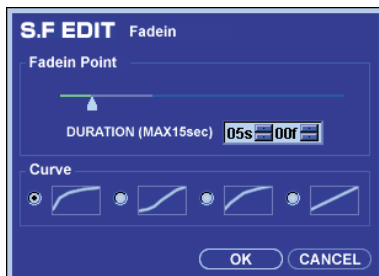 S.F EDIT Fadein
Fadein Point
DURATION (MAX15sec) 05s 00f
Curve
OK CANCEL